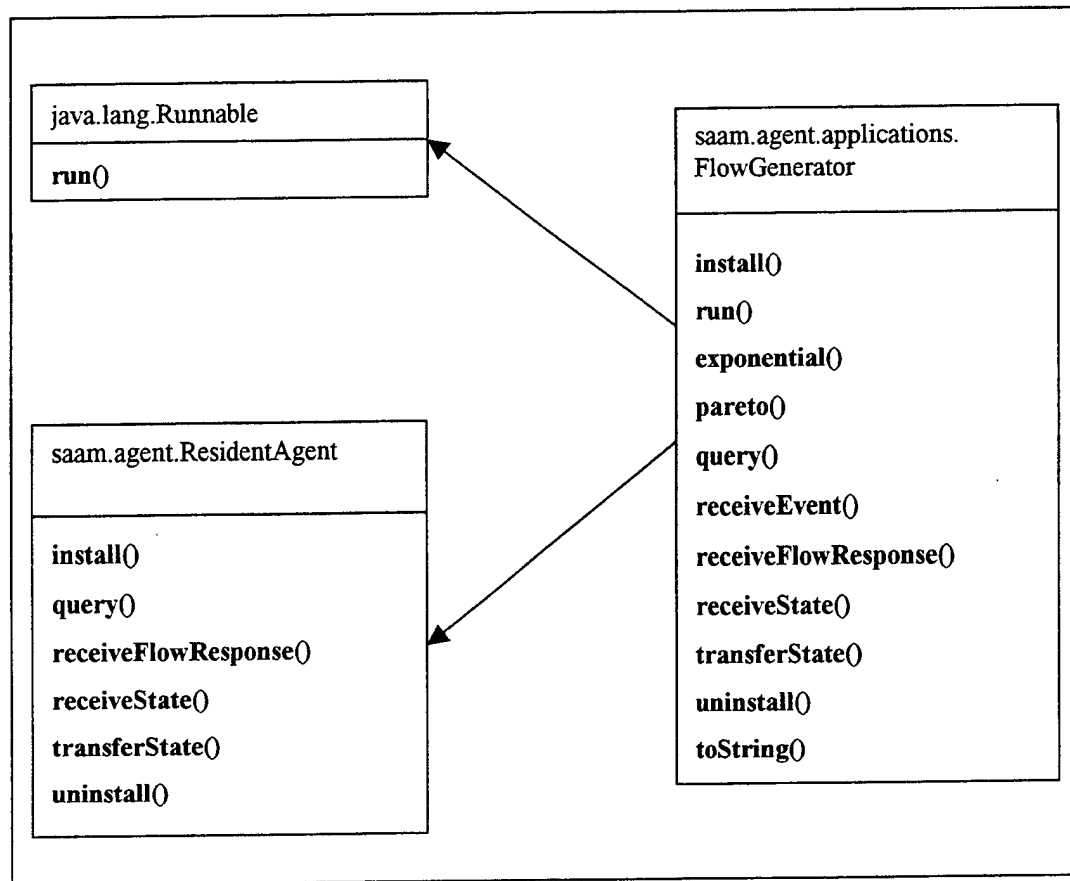 java.lang.Runnable
run()
saam.agent.ResidentAgent
install()
query()
receiveFlowResponse()
receiveState()
transferState()
uninstall()
saam.agent.applications.
FlowGenerator
install()
run()
exponential()
pareto()
query()
receiveEvent()
receiveFlowResponse()
receiveState()
transferState()
uninstall()
toString()